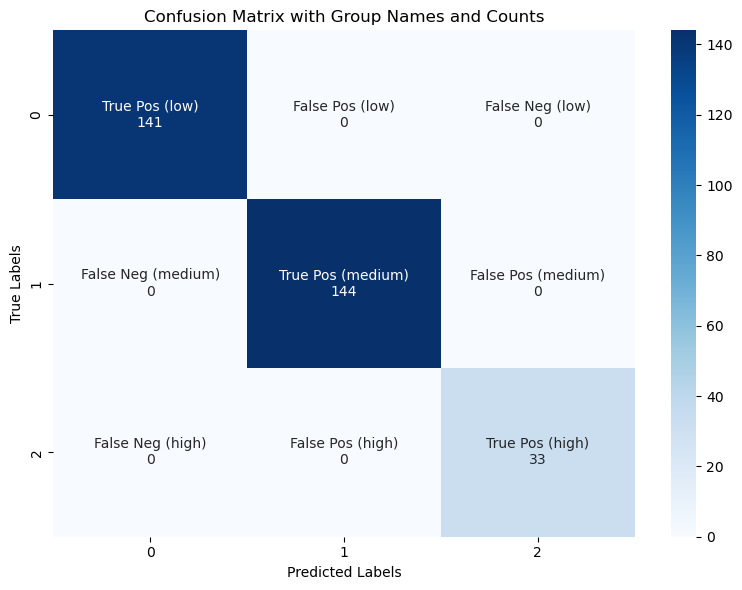 Confusion Matrix with Group Names and Counts
True Labels
0
True Pos (low)
141
False Pos (low)
0
False Neg (low)
0
1
False Neg (medium)
0
True Pos (medium)
144
False Pos (medium)
0
2
False Neg (high)
0
False Pos (high)
0
True Pos (high)
33
0
1
2
Predicted Labels
140
120
100
80
60
40
20
0